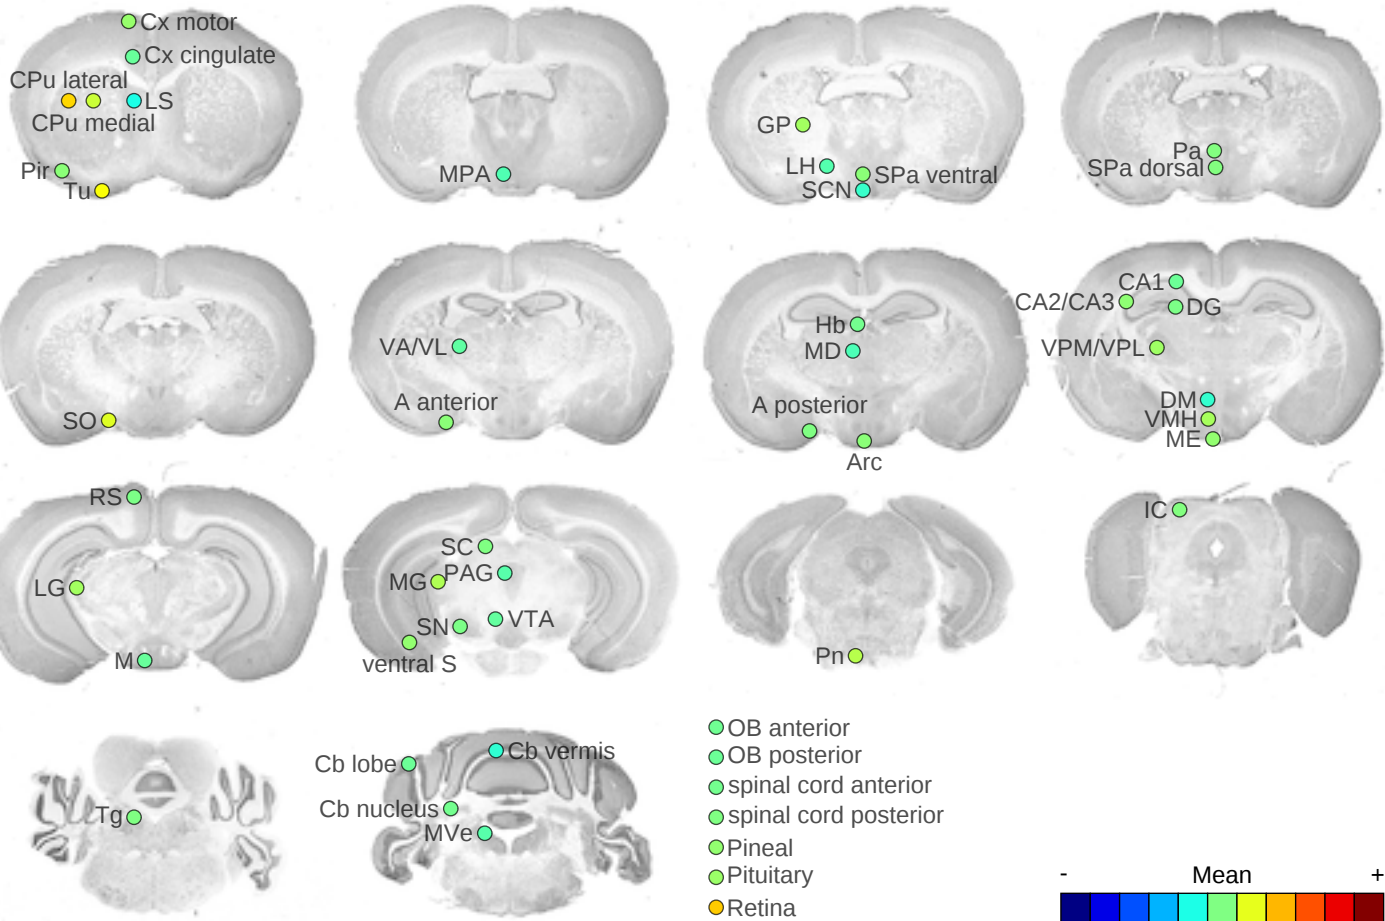 Cx motor
Cx cingulate
CPu lateral
LS
CPu medial
Pir
Tu
MPA
GP
LH
SPa ventral
SCN
Pa
SPa dorsal
SO
VA/VL
A anterior
Hb
MD
A posterior
Arc
CA1
CA2/CA3
DG
VPM/VPL
DM
VMH
ME
RS
LG
M
SC
MG
PAG
SN
VTA
ventral S
Pn
IC
Tg
Cb lobe
Cb vermis
Cb nucleus
MVe
OB anterior
OB posterior
spinal cord anterior
spinal cord posterior
Pineal
Pituitary
Retina
- Mean +